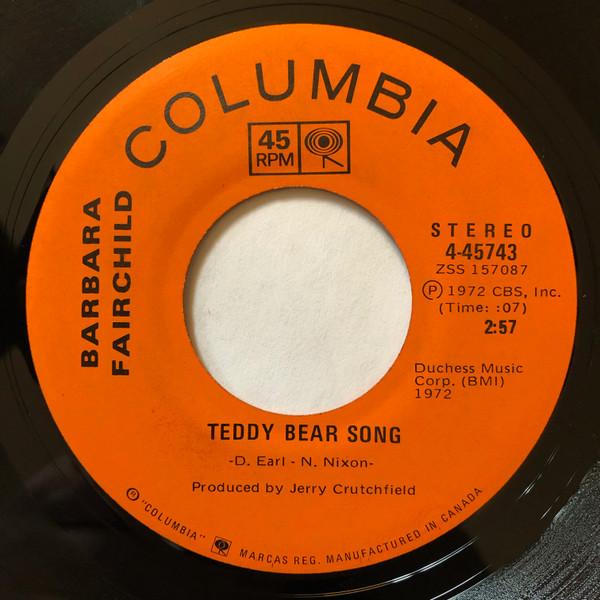 COLUMBIA
45
RPM
BARBARA
FAIRCHILD
STEREO
4-45743
ZSS 157087
Ⓟ 1972 CBS, Inc.
(Time: :07)
2:57
Duchess Music
Corp. (BMI)
1972
TEDDY BEAR SONG
-D. Earl - N. Nixon-
Produced by Jerry Crutchfield
® "COLUMBIA" MARCAS REG. MANUFACTURED IN CANADA